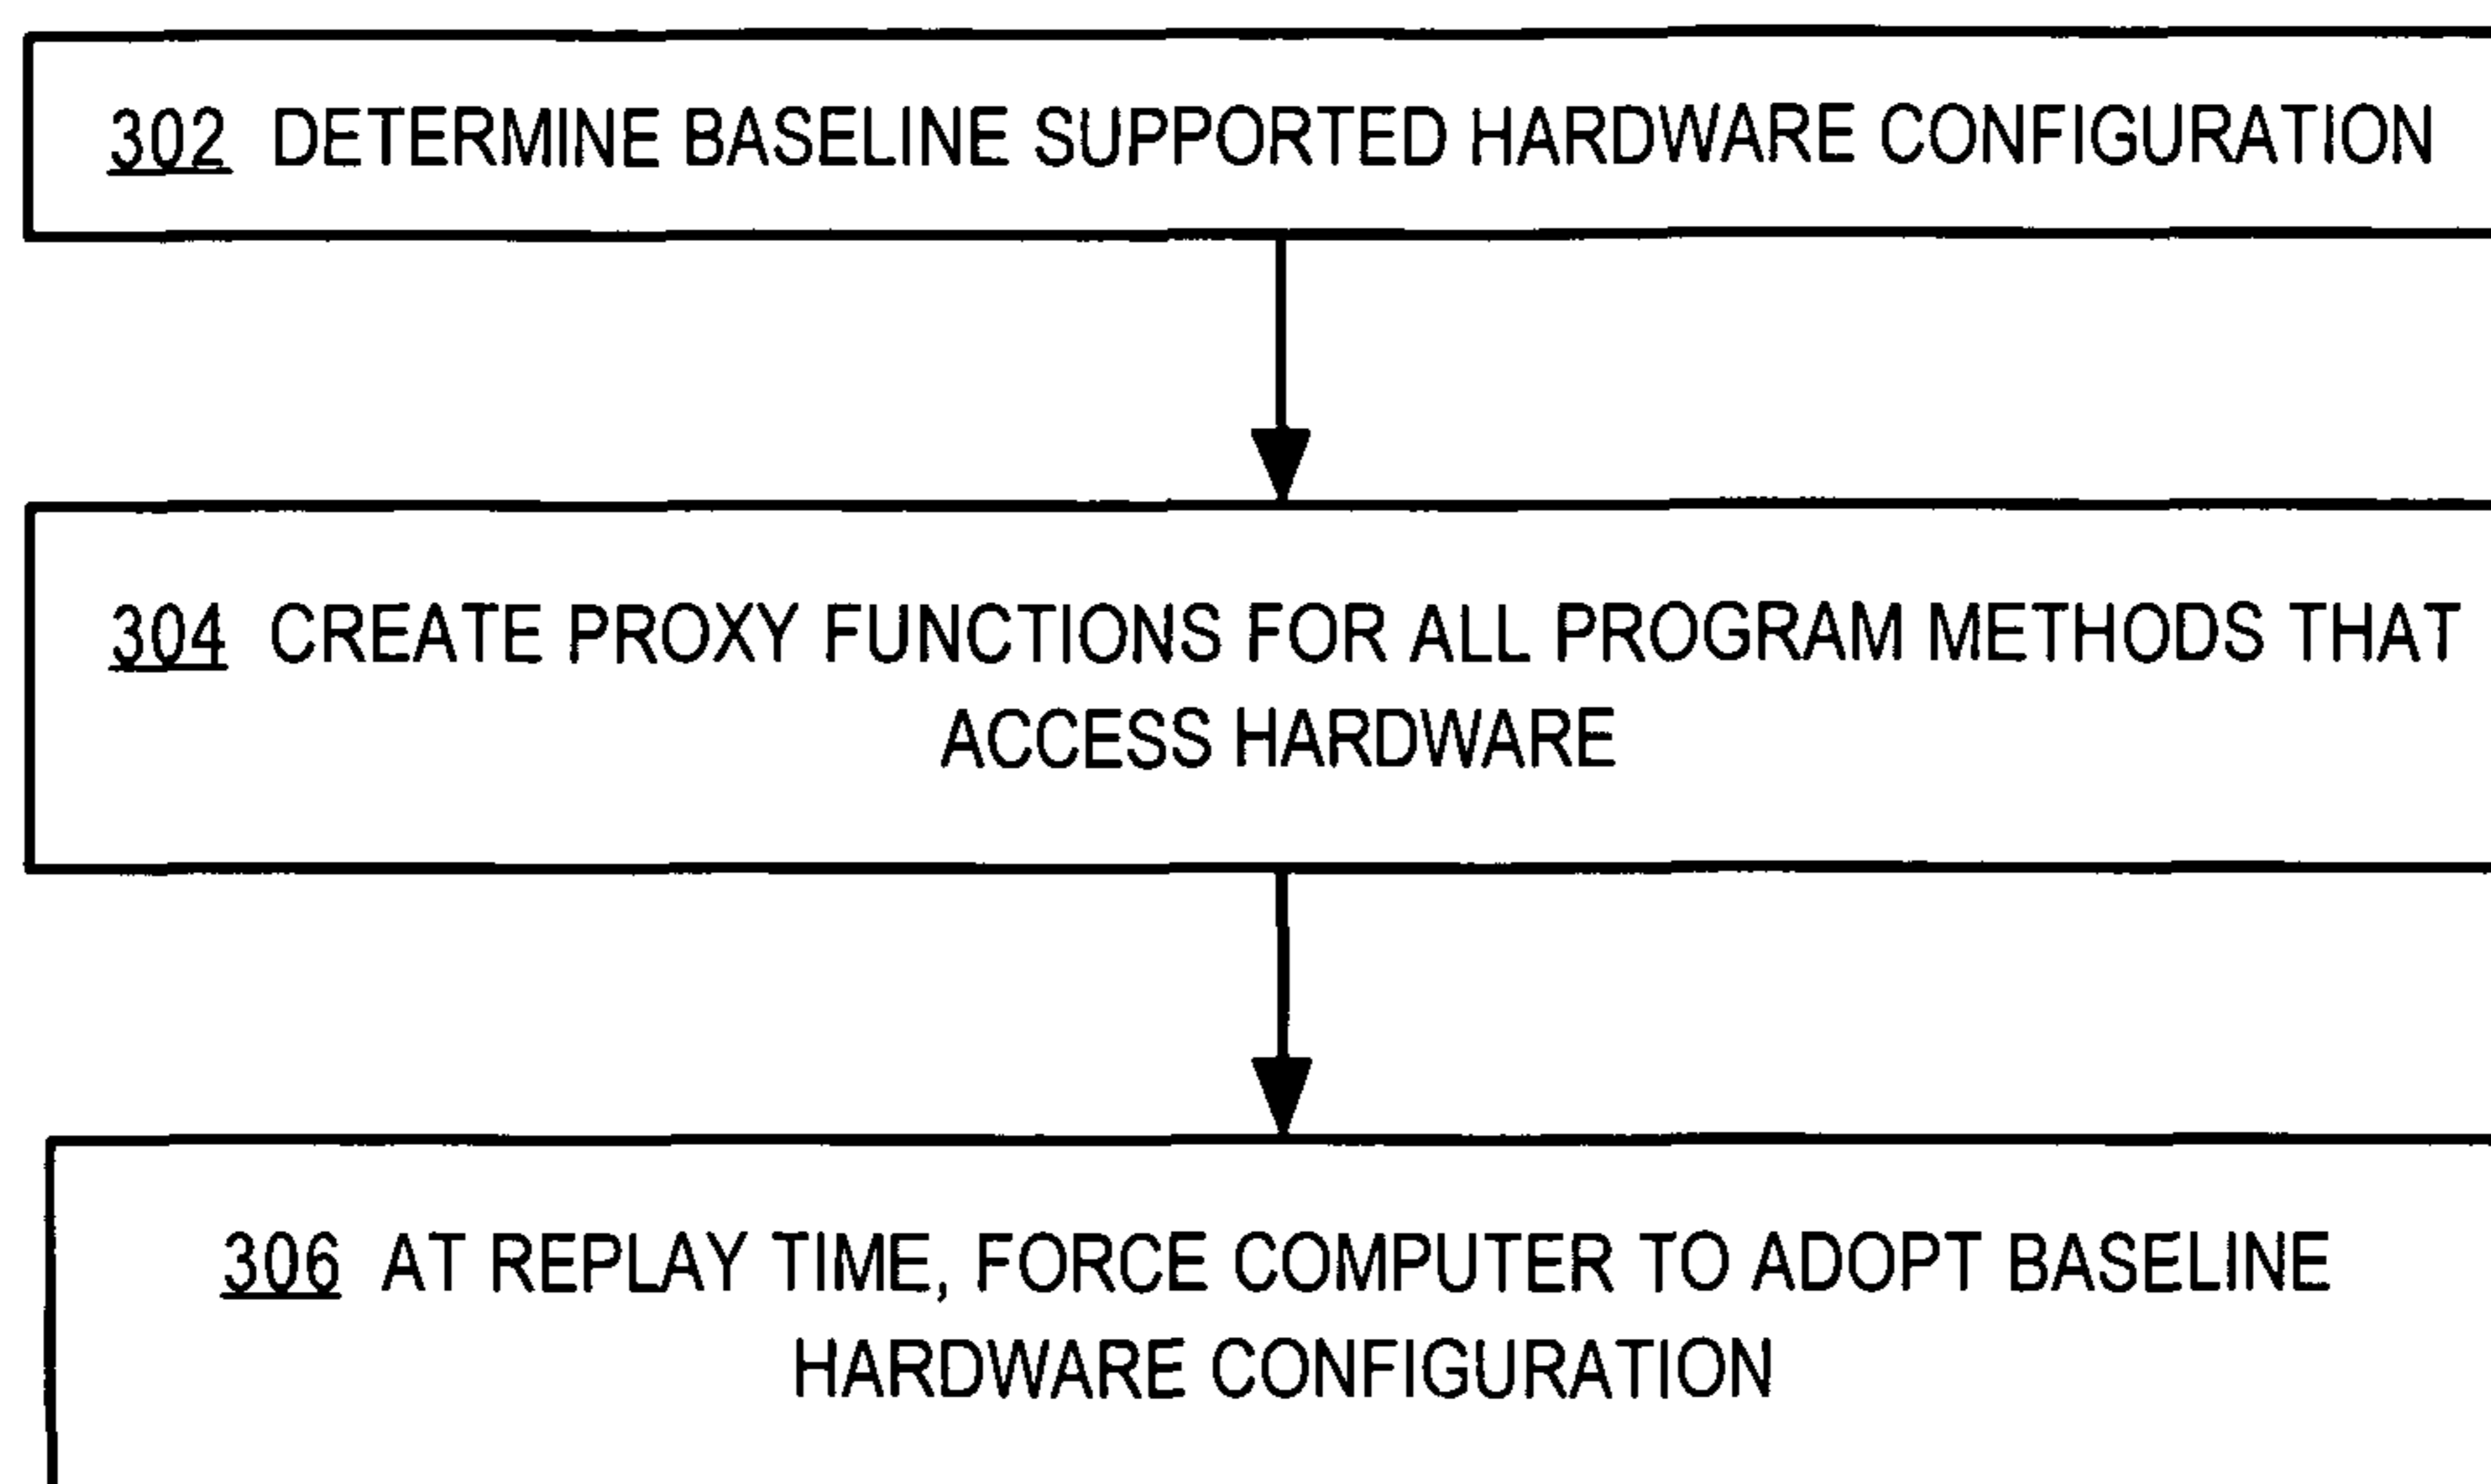 302 DETERMINE BASELINE SUPPORTED HARDWARE CONFIGURATION
304 CREATE PROXY FUNCTIONS FOR ALL PROGRAM METHODS THAT
ACCESS HARDWARE
306 AT REPLAY TIME, FORCE COMPUTER TO ADOPT BASELINE
HARDWARE CONFIGURATION